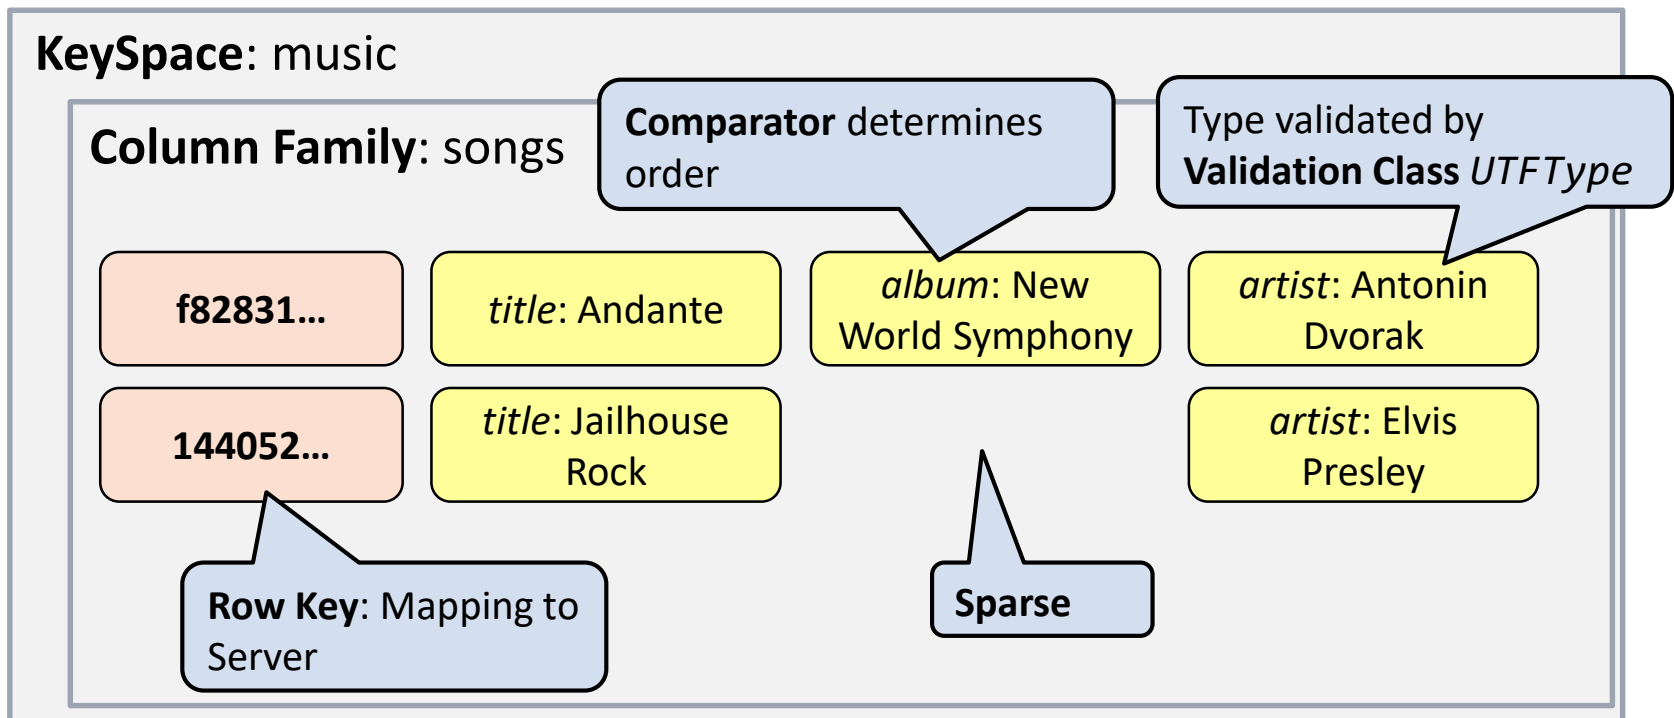 KeySpace: music
Column Family: songs
Comparator determines
order
Type validated by
Validation Class UTFType
f82831...
title: Andante
album: New
World Symphony
artist: Antonin
Dvorak
144052...
title: Jailhouse
Rock
artist: Elvis
Presley
Row Key: Mapping to
Server
Sparse